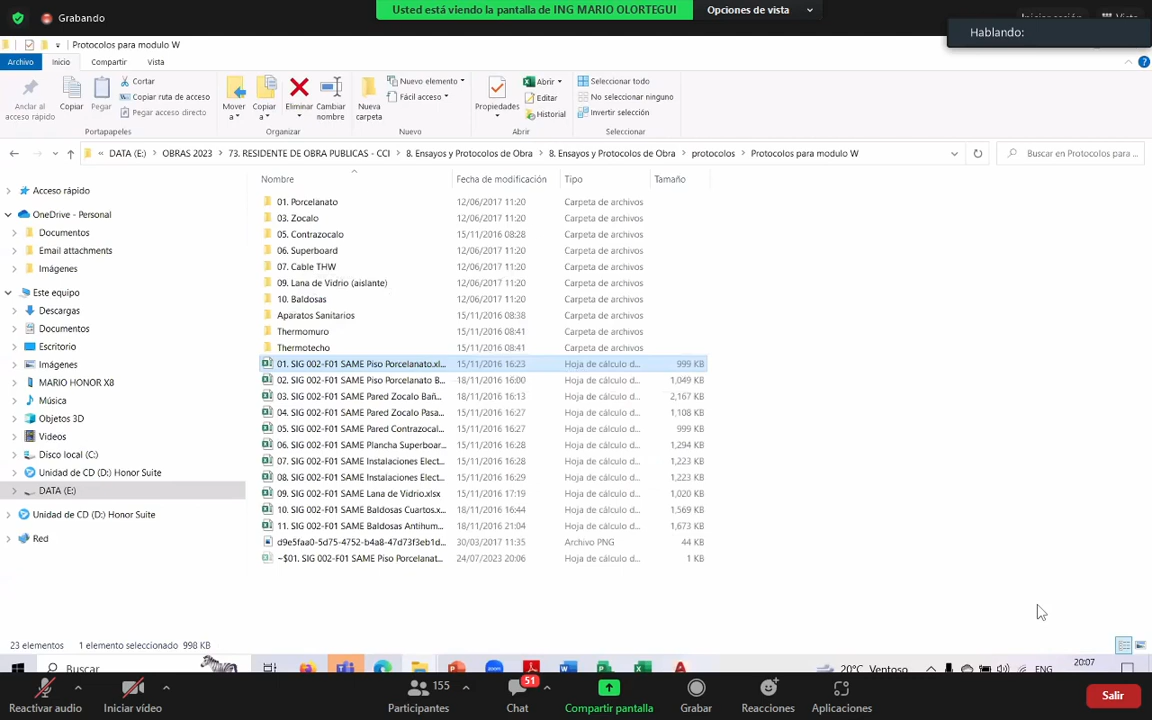 Grabando
Usted está viendo la pantalla de ING MARIO OLORTEGUI
Opciones de vista
Hablando:
Protocolos para modulo W
Archivo Inicio Compartir Vista
Anclar al acceso rápido
Copiar
Pegar
Cortar
Copiar ruta de acceso
Pegar acceso directo
Mover a
Copiar a
Eliminar
Cambiar nombre
Nueva carpeta
Nuevo elemento
Fácil acceso
Propiedades
Abrir
Editar
Historial
Seleccionar todo
No seleccionar ninguno
Invertir selección
Portapapeles Organizar Nuevo Abrir Seleccionar
« DATA (E:) > OBRAS 2023 > 73. RESIDENTE DE OBRA PUBLICAS - CCI > 8. Ensayos y Protocolos de Obra > 8. Ensayos y Protocolos de Obra > protocolos > Protocolos para modulo W
Buscar en Protocolos para ...
Acceso rápido
OneDrive - Personal
Documentos
Email attachments
Imágenes
Este equipo
Descargas
Documentos
Escritorio
Imágenes
MARIO HONOR X8
Música
Objetos 3D
Videos
Disco local (C:)
Unidad de CD (D:) Honor Suite
DATA (E:)
Unidad de CD (D:) Honor Suite
Red
Nombre Fecha de modificación Tipo Tamaño
01. Porcelanato 12/06/2017 11:20 Carpeta de archivos
03. Zocalo 12/06/2017 11:20 Carpeta de archivos
05. Contrazocalo 15/11/2016 08:28 Carpeta de archivos
06. Superboard 12/06/2017 11:20 Carpeta de archivos
07. Cable THW 12/06/2017 11:20 Carpeta de archivos
09. Lana de Vidrio (aislante) 12/06/2017 11:20 Carpeta de archivos
10. Baldosas 12/06/2017 11:20 Carpeta de archivos
Aparatos Sanitarios 15/11/2016 08:38 Carpeta de archivos
Thermomuro 15/11/2016 08:41 Carpeta de archivos
Thermotecho 15/11/2016 08:41 Carpeta de archivos
01. SIG 002-F01 SAME Piso Porcelanato.xl... 15/11/2016 16:23 Hoja de cálculo d... 999 KB
02. SIG 002-F01 SAME Piso Porcelanato B... 18/11/2016 16:00 Hoja de cálculo d... 1,049 KB
03. SIG 002-F01 SAME Pared Zocalo Bañ... 18/11/2016 16:13 Hoja de cálculo d... 2,167 KB
04. SIG 002-F01 SAME Pared Zocalo Pasa... 15/11/2016 16:27 Hoja de cálculo d... 1,108 KB
05. SIG 002-F01 SAME Pared Contrazocal... 15/11/2016 16:27 Hoja de cálculo d... 999 KB
06. SIG 002-F01 SAME Plancha Superboar... 15/11/2016 16:28 Hoja de cálculo d... 1,294 KB
07. SIG 002-F01 SAME Instalaciones Elect... 15/11/2016 16:28 Hoja de cálculo d... 1,223 KB
08. SIG 002-F01 SAME Instalaciones Elect... 15/11/2016 16:29 Hoja de cálculo d... 1,223 KB
09. SIG 002-F01 SAME Lana de Vidrio.xlsx 15/11/2016 17:19 Hoja de cálculo d... 1,020 KB
10. SIG 002-F01 SAME Baldosas Cuartos.x... 18/11/2016 16:44 Hoja de cálculo d... 1,569 KB
11. SIG 002-F01 SAME Baldosas Antihum... 18/11/2016 21:04 Hoja de cálculo d... 1,673 KB
d9e5faa0-5d75-4752-b4a8-47d73f3eb1d... 30/03/2017 11:35 Archivo PNG 44 KB
~$01. SIG 002-F01 SAME Piso Porcelanat... 24/07/2023 20:06 Hoja de cálculo d... 1 KB
23 elementos 1 elemento seleccionado 998 KB
Buscar
20°C Ventoso
ENG
20:07
Reactivar audio
Iniciar vídeo
155
Participantes
51
Chat
Compartir pantalla
Grabar
Reacciones
Aplicaciones
Salir